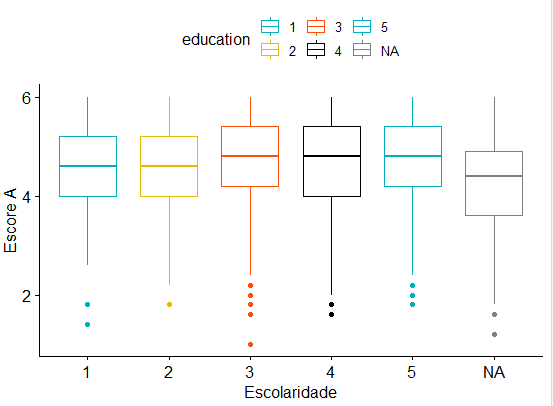 education 1 3 5
2 4 NA
6
4
2
Escore A
1 2 3 4 5 NA
Escolaridade